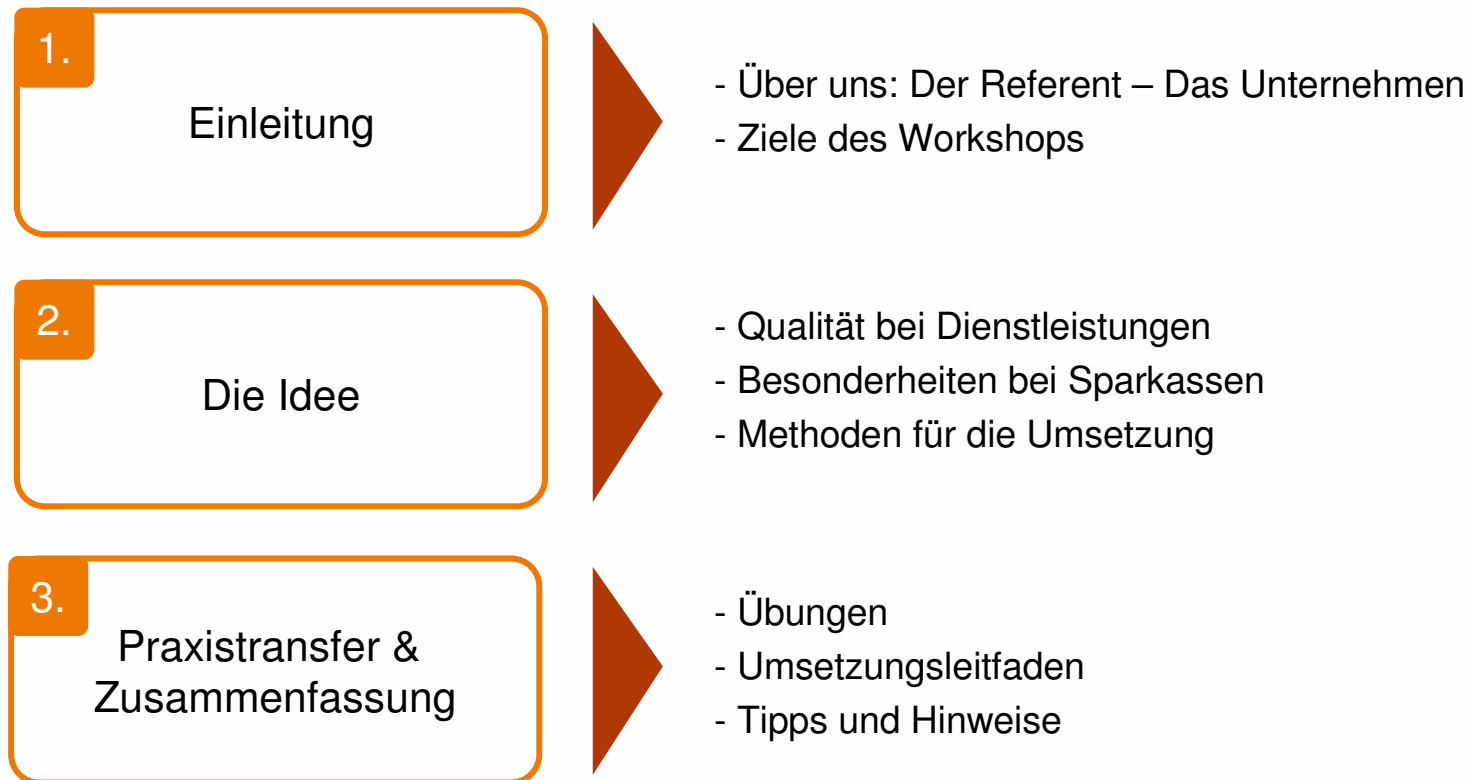 1.
Einleitung
- Über uns: Der Referent – Das Unternehmen
- Ziele des Workshops
2.
Die Idee
- Qualität bei Dienstleistungen
- Besonderheiten bei Sparkassen
- Methoden für die Umsetzung
3.
Praxistransfer &
Zusammenfassung
- Übungen
- Umsetzungsleitfaden
- Tipps und Hinweise